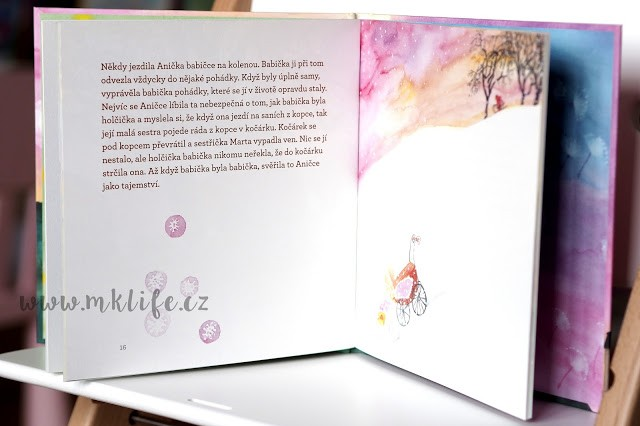 Někdy jezdila Anička babičce na kolenou. Babička ji při tom
odvezla vždycky do nějaké pohádky. Když byly úplně samy,
vyprávěla babička pohádky, které se jí v životě opravdu staly.
Nejvíc se Aničce líbila ta nebezpečná o tom, jak babička byla
holčička a myslela si, že když ona jezdí na saních z kopce, tak
její malá sestra pojede ráda z kopce v kočárku. Kočárek se
pod kopcem převrátil a sestřička Marta vypadla ven. Nic se jí
nestalo, ale holčička babička nikomu neřekla, že do kočárku
strčila ona. Až když babička byla babička, svěřila to Aničce
jako tajemství.
www.mklife.cz
16